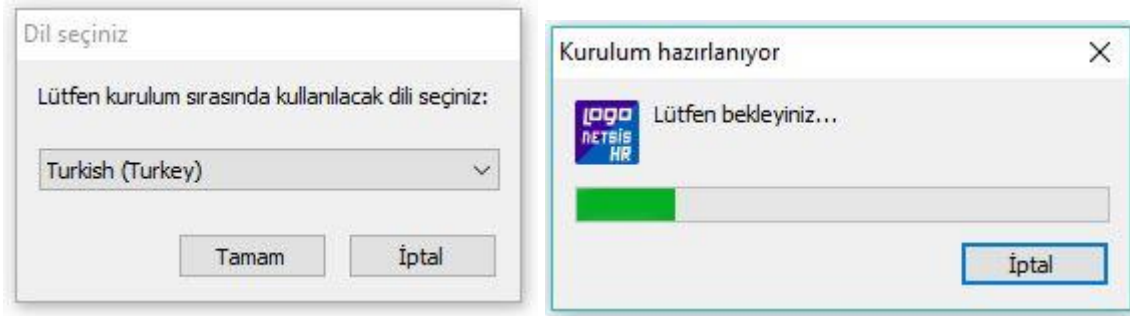 Dil seçiniz
Lütfen kurulum sırasında kullanılacak dili seçiniz:
Turkish (Turkey)
Tamam
İptal
Kurulum hazırlanıyor
LOGO
NETSİS
HR
Lütfen bekleyiniz...
İptal